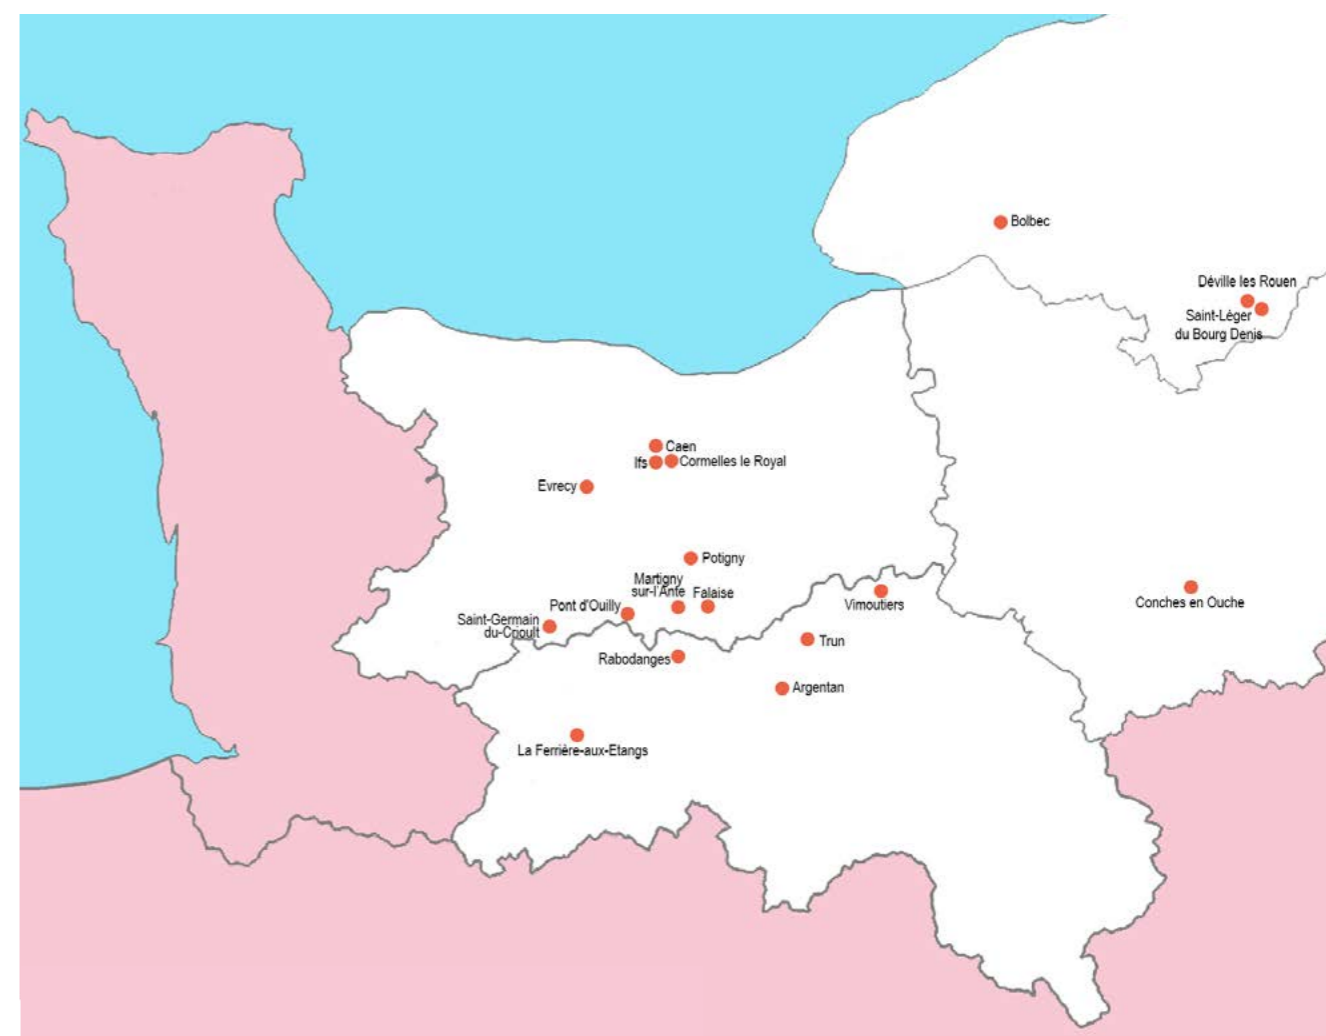 Bolbec
Déville les Rouen
Saint-Léger
du Bourg Denis
Caen
Ifs
Cormelles le Royal
Evrecy
Potigny
Martigny
sur-l'Ante
Falaise
Pont d'Ouilly
Vimoutiers
Conches en Ouche
Saint-Germain
du-Crioult
Trun
Rabodanges
Argentan
La Ferrière-aux-Etangs